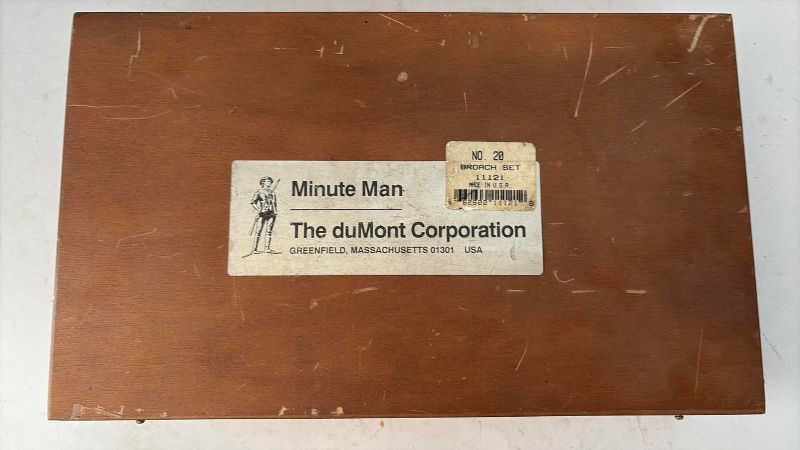 NO. 20
BROACH SET
11121
MADE IN U.S.A.
Minute Man
The duMont Corporation
GREENFIELD, MASSACHUSETTS 01301 USA